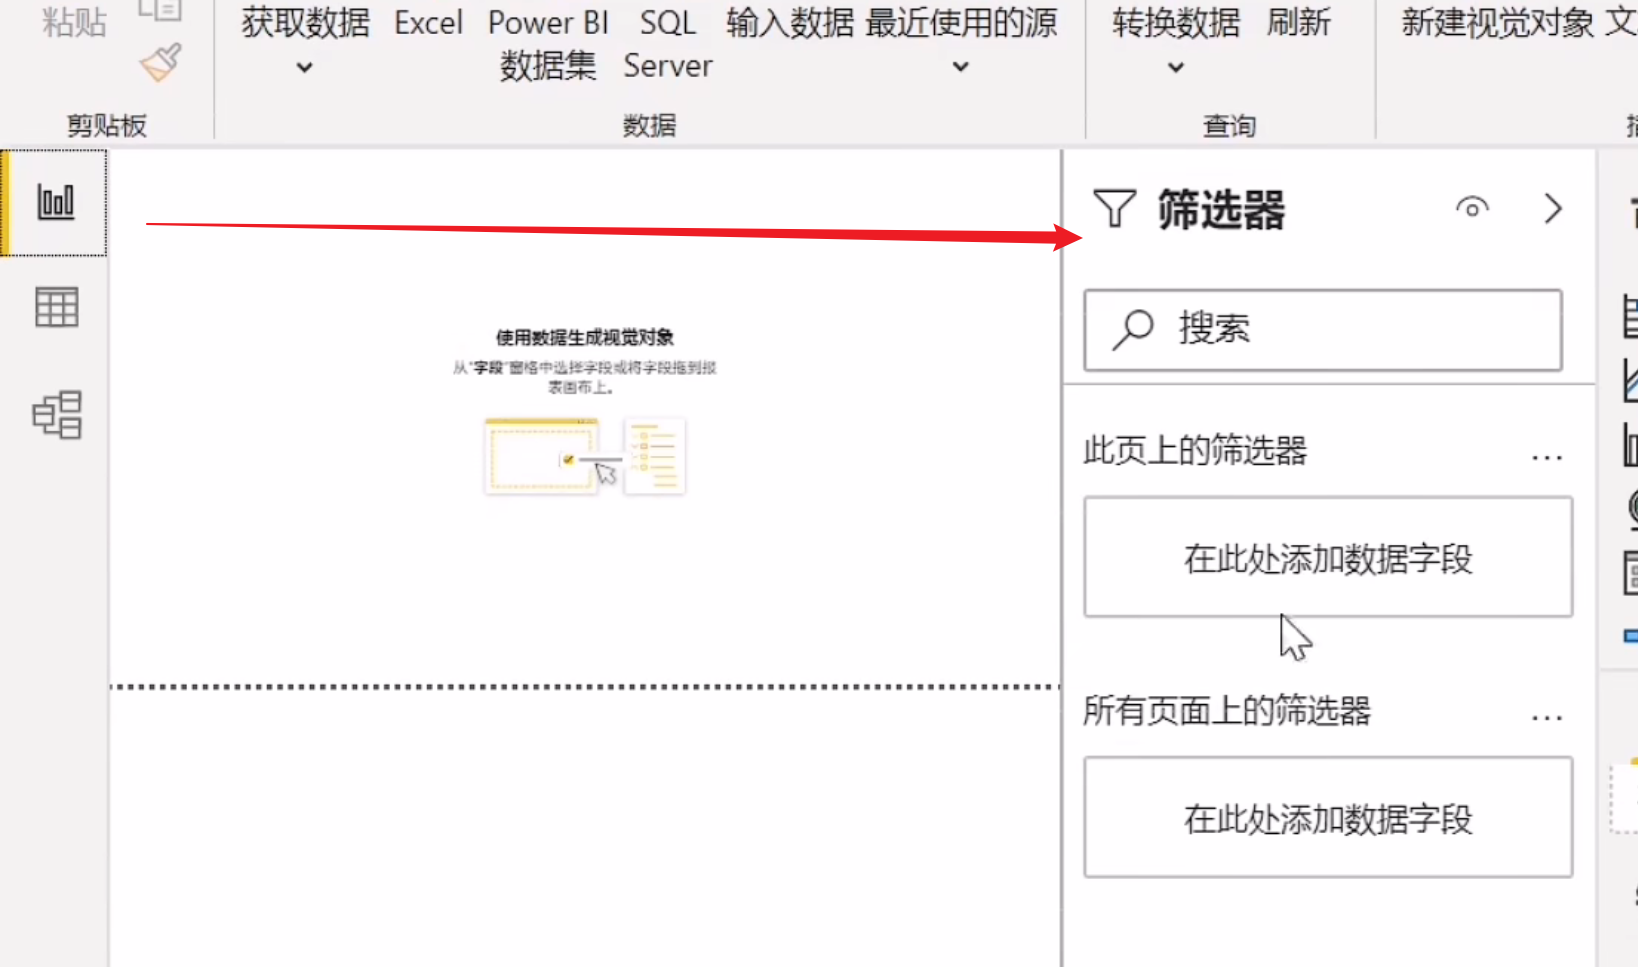 粘贴
获取数据 Excel Power BI SQL 输入数据 最近使用的源 转换数据 刷新 新建视觉对象 文
数据集 Server
剪贴板 数据 查询
筛选器
搜索
使用数据生成视觉对象
从"字段"窗格中选择字段或将字段拖到报
表画布上。
此页上的筛选器 ...
在此处添加数据字段
所有页面上的筛选器 ...
在此处添加数据字段